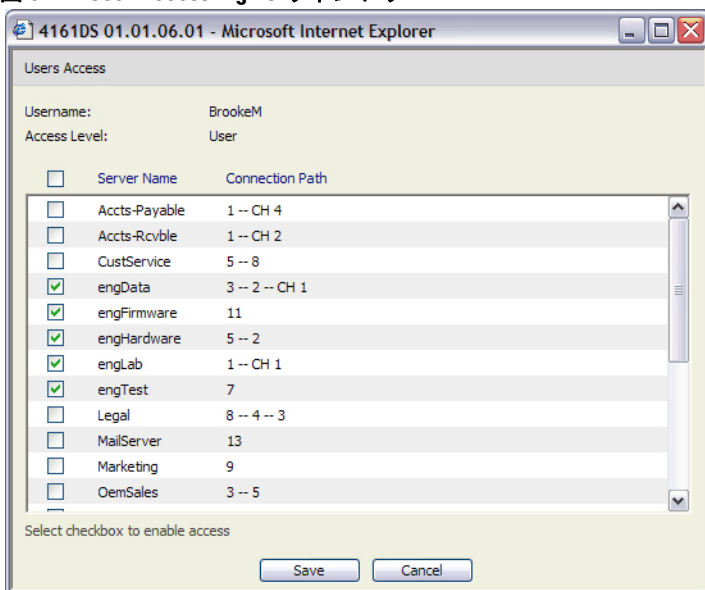 4161DS 01.01.06.01 - Microsoft Internet Explorer
Users Access
Username: BrookeM
Access Level: User
Server Name Connection Path
Accts-Payable 1 -- CH 4
Accts-Rcvble 1 -- CH 2
CustService 5 -- 8
engData 3 -- 2 -- CH 1
engFirmware 11
engHardware 5 -- 2
engLab 1 -- CH 1
engTest 7
Legal 8 -- 4 -- 3
MailServer 13
Marketing 9
OemSales 3 -- 5
Select checkbox to enable access
Save Cancel